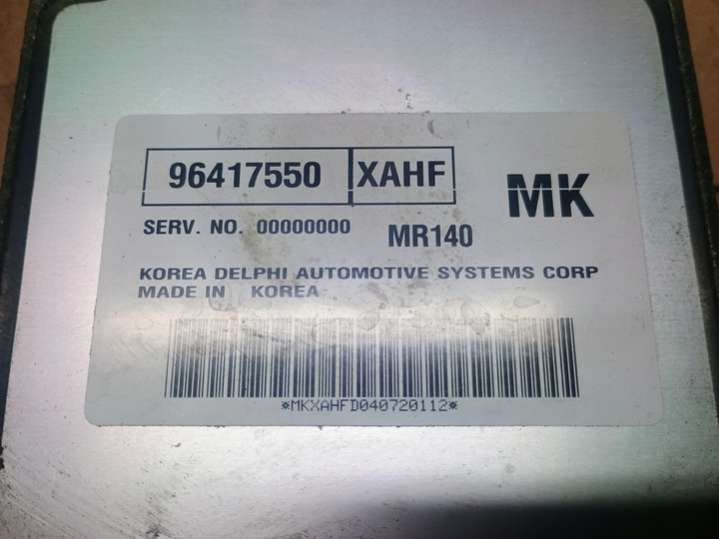 96417550 XAHF
MK
SERV. NO. 00000000 MR140
KOREA DELPHI AUTOMOTIVE SYSTEMS CORP
MADE IN KOREA
*MKXAHFD040720112*